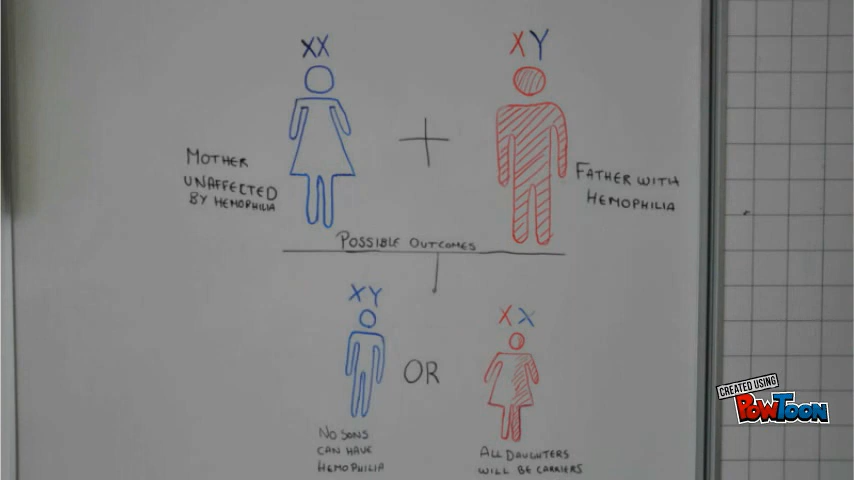 XX
XY
MOTHER
UNAFFECTED
BY HEMOPHILIA
+
FATHER WITH
HEMOPHILIA
POSSIBLE OUTCOMES
XY
XX
OR
NO SONS
CAN HAVE
HEMOPHILIA
ALL DAUGHTERS
WILL BE CARRIERS
CREATED USING
POWTOON